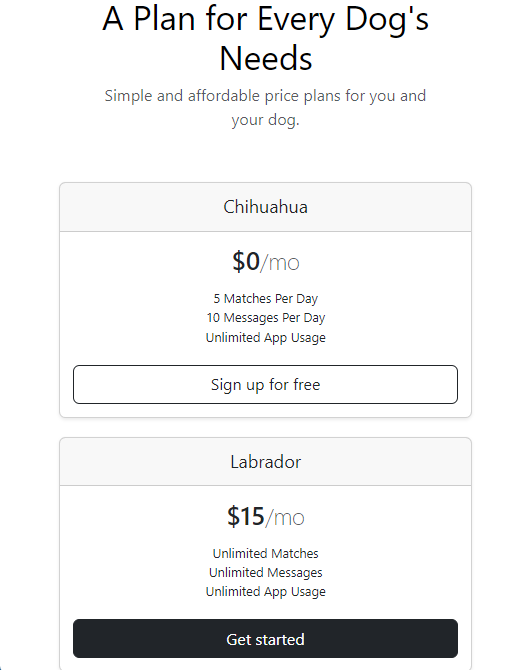 A Plan for Every Dog's
Needs
Simple and affordable price plans for you and
your dog.
Chihuahua
$0/mo
5 Matches Per Day
10 Messages Per Day
Unlimited App Usage
Sign up for free
Labrador
$15/mo
Unlimited Matches
Unlimited Messages
Unlimited App Usage
Get started